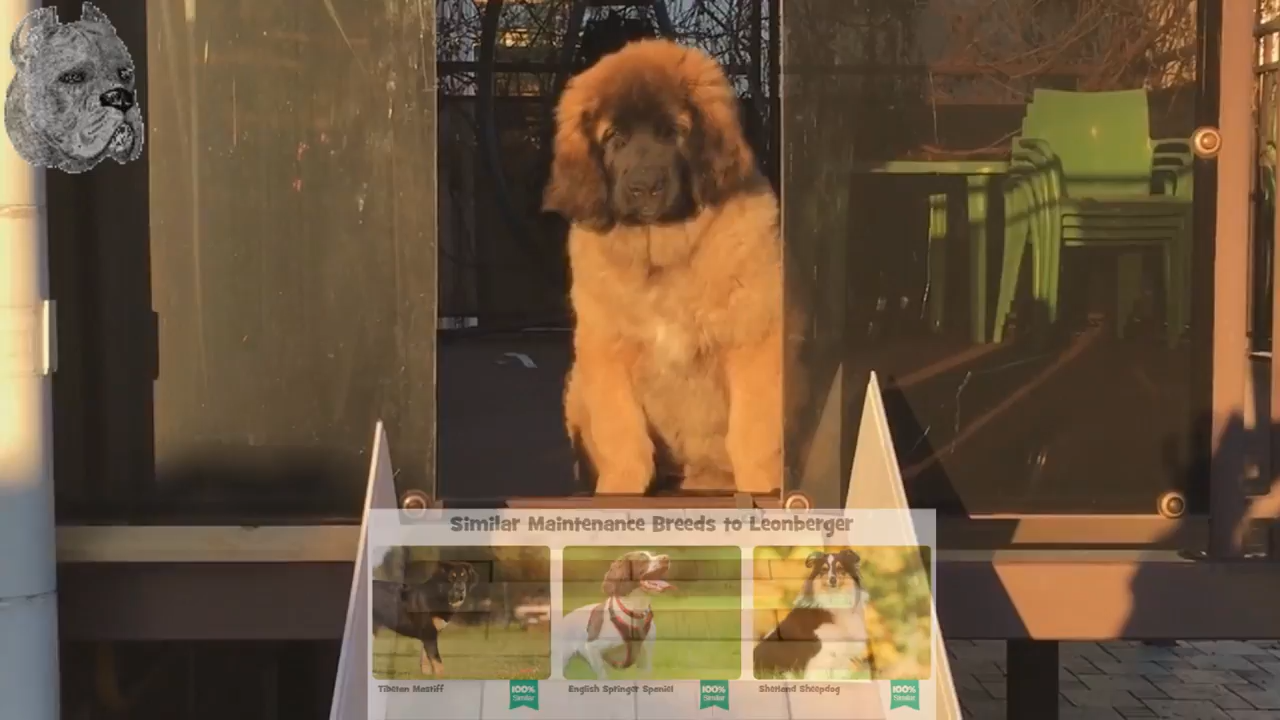 Similar Maintenance Breeds to Leonberger
Tibetan Mastiff
100%
Similar
English Springer Spaniel
100%
Similar
Shetland Sheepdog
100%
Similar